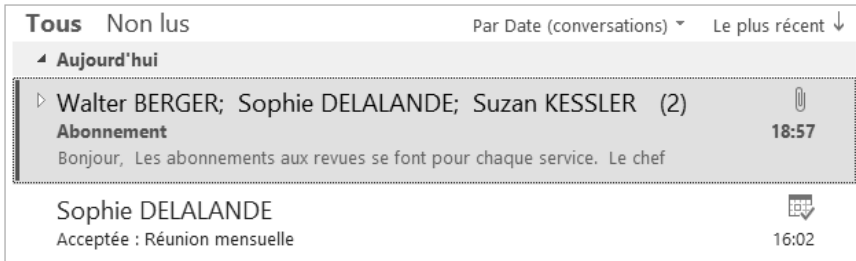 Tous Non lus Par Date (conversations) Le plus récent ↓
Aujourd'hui
Walter BERGER; Sophie DELALANDE; Suzan KESSLER (2)
Abonnement 18:57
Bonjour, Les abonnements aux revues se font pour chaque service. Le chef
Sophie DELALANDE
Acceptée : Réunion mensuelle 16:02